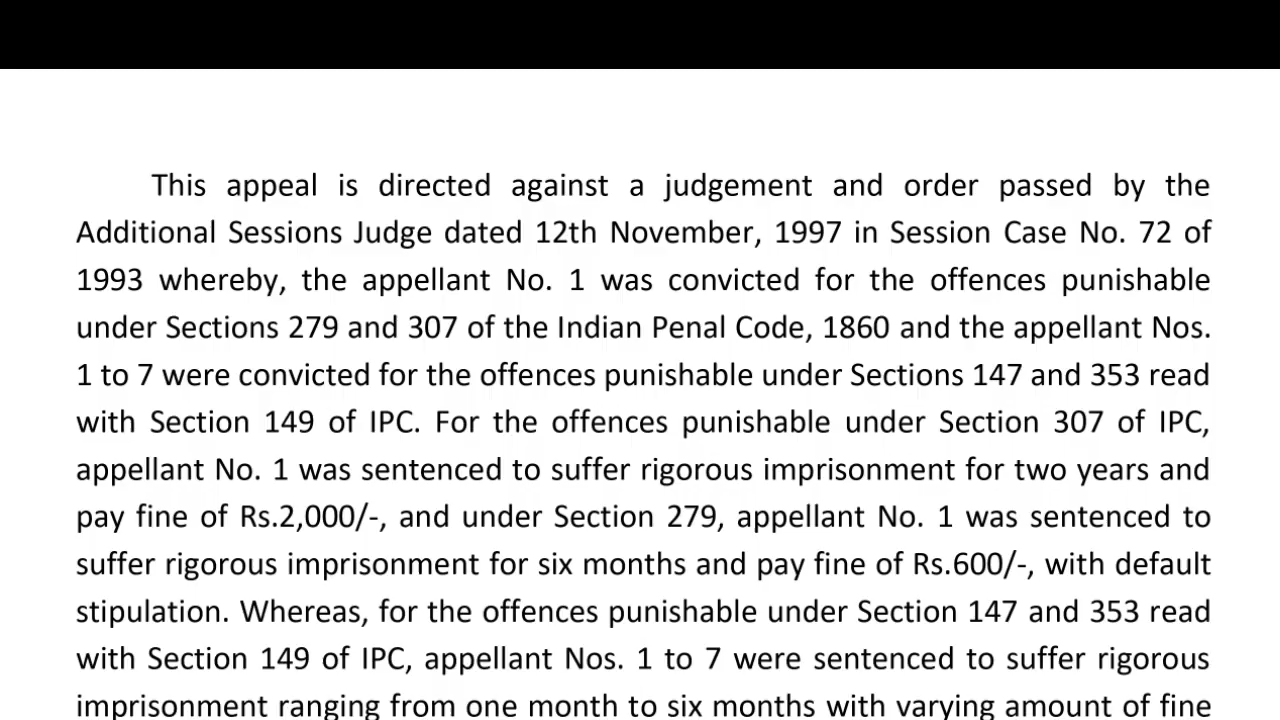 This appeal is directed against a judgement and order passed by the
Additional Sessions Judge dated 12th November, 1997 in Session Case No. 72 of
1993 whereby, the appellant No. 1 was convicted for the offences punishable
under Sections 279 and 307 of the Indian Penal Code, 1860 and the appellant Nos.
1 to 7 were convicted for the offences punishable under Sections 147 and 353 read
with Section 149 of IPC. For the offences punishable under Section 307 of IPC,
appellant No. 1 was sentenced to suffer rigorous imprisonment for two years and
pay fine of Rs.2,000/-, and under Section 279, appellant No. 1 was sentenced to
suffer rigorous imprisonment for six months and pay fine of Rs.600/-, with default
stipulation. Whereas, for the offences punishable under Section 147 and 353 read
with Section 149 of IPC, appellant Nos. 1 to 7 were sentenced to suffer rigorous
imprisonment ranging from one month to six months with varying amount of fine